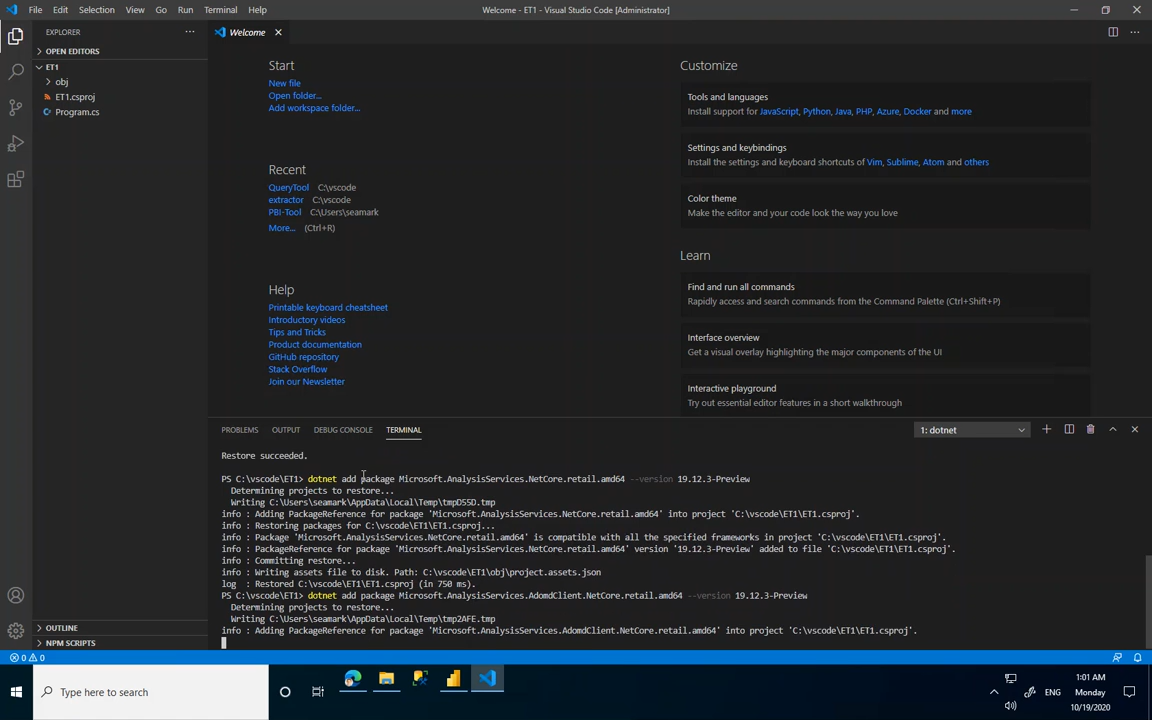 File Edit Selection View Go Run Terminal Help
Welcome - ET1 - Visual Studio Code [Administrator]
EXPLORER
OPEN EDITORS
ET1
obj
ET1.csproj
Program.cs
OUTLINE
NPM SCRIPTS
Welcome
Start
New file
Open folder...
Add workspace folder...
Recent
QueryTool C:\vscode
extractor C:\vscode
PBI-Tool C:\Users\seamark
More... (Ctrl+R)
Help
Printable keyboard cheatsheet
Introductory videos
Tips and Tricks
Product documentation
GitHub repository
Stack Overflow
Join our Newsletter
Customize
Tools and languages
Install support for JavaScript, Python, Java, PHP, Azure, Docker and more
Settings and keybindings
Install the settings and keyboard shortcuts of Vim, Sublime, Atom and others
Color theme
Make the editor and your code look the way you love
Learn
Find and run all commands
Rapidly access and search commands from the Command Palette (Ctrl+Shift+P)
Interface overview
Get a visual overlay highlighting the major components of the UI
Interactive playground
Try out essential editor features in a short walkthrough
PROBLEMS OUTPUT DEBUG CONSOLE TERMINAL
1: dotnet
Restore succeeded.
PS C:\vscode\ET1> dotnet add package Microsoft.AnalysisServices.NetCore.retail.amd64 --version 19.12.3-Preview
Determining projects to restore...
Writing C:\Users\seamark\AppData\Local\Temp\tmpD55D.tmp
info : Adding PackageReference for package 'Microsoft.AnalysisServices.NetCore.retail.amd64' into project 'C:\vscode\ET1\ET1.csproj'.
info : Restoring packages for C:\vscode\ET1\ET1.csproj...
info : Package 'Microsoft.AnalysisServices.NetCore.retail.amd64' is compatible with all the specified frameworks in project 'C:\vscode\ET1\ET1.csproj'.
info : PackageReference for package 'Microsoft.AnalysisServices.NetCore.retail.amd64' version '19.12.3-Preview' added to file 'C:\vscode\ET1\ET1.csproj'.
info : Committing restore...
info : Writing assets file to disk. Path: C:\vscode\ET1\obj\project.assets.json
log : Restored C:\vscode\ET1\ET1.csproj (in 750 ms).
PS C:\vscode\ET1> dotnet add package Microsoft.AnalysisServices.AdomdClient.NetCore.retail.amd64 --version 19.12.3-Preview
Determining projects to restore...
Writing C:\Users\seamark\AppData\Local\Temp\tmp2AFE.tmp
info : Adding PackageReference for package 'Microsoft.AnalysisServices.AdomdClient.NetCore.retail.amd64' into project 'C:\vscode\ET1\ET1.csproj'.
0 0
Type here to search
ENG
1:01 AM
Monday
10/19/2020